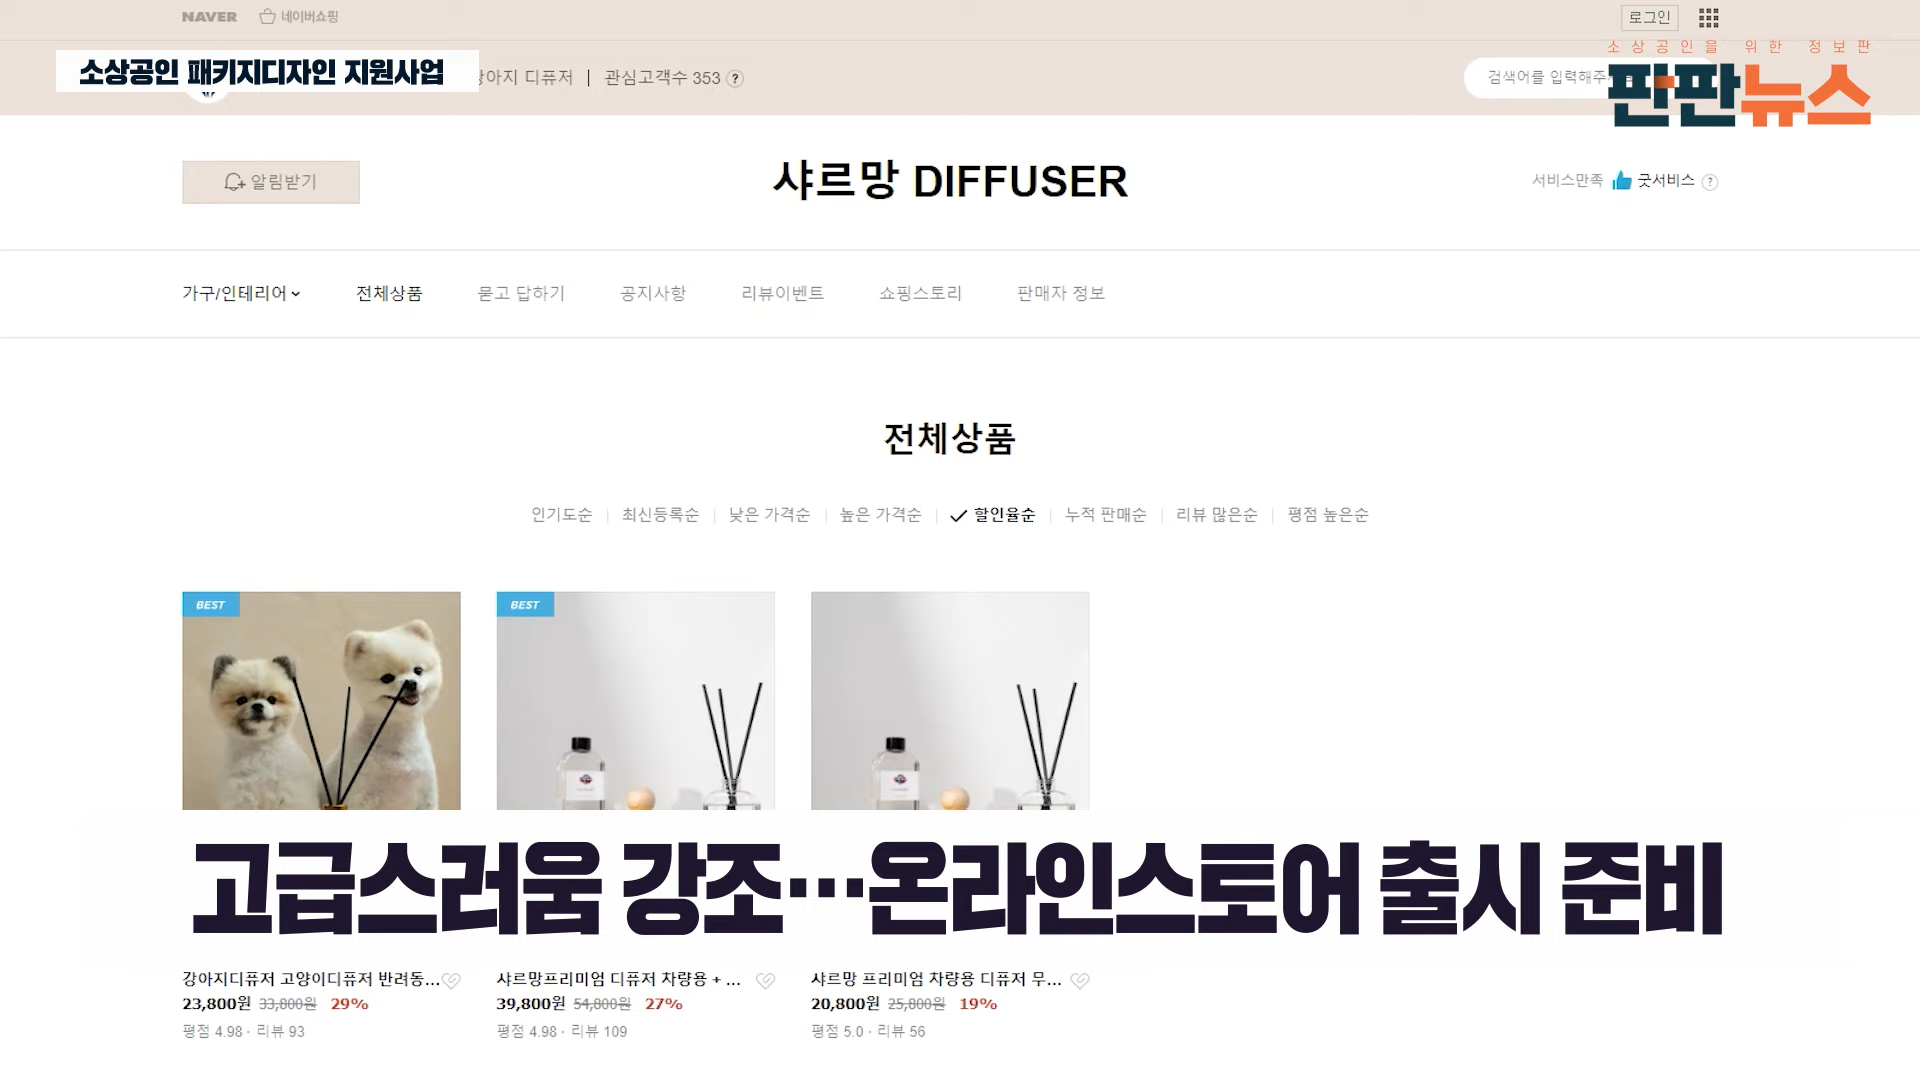 NAVER 네이버쇼핑
로그인
소상공인을 위한 정보판
소상공인 패키지디자인 지원사업
강아지 디퓨저 | 관심고객수 353 ?
검색어를 입력해주
판판뉴스
알림받기
샤르망 DIFFUSER
서비스만족 굿서비스 ?
가구/인테리어 전체상품 묻고 답하기 공지사항 리뷰이벤트 쇼핑스토리 판매자 정보
전체상품
인기도순 | 최신등록순 | 낮은 가격순 | 높은 가격순 | 할인율순 | 누적 판매순 | 리뷰 많은순 | 평점 높은순
BEST
BEST
고급스러움 강조…온라인스토어 출시 준비
강아지디퓨저 고양이디퓨저 반려동...
23,800원 33,800원 29%
평점 4.98 · 리뷰 93
샤르망프리미엄 디퓨저 차량용 + ...
39,800원 54,800원 27%
평점 4.98 · 리뷰 109
샤르망 프리미엄 차량용 디퓨저 무...
20,800원 25,800원 19%
평점 5.0 · 리뷰 56